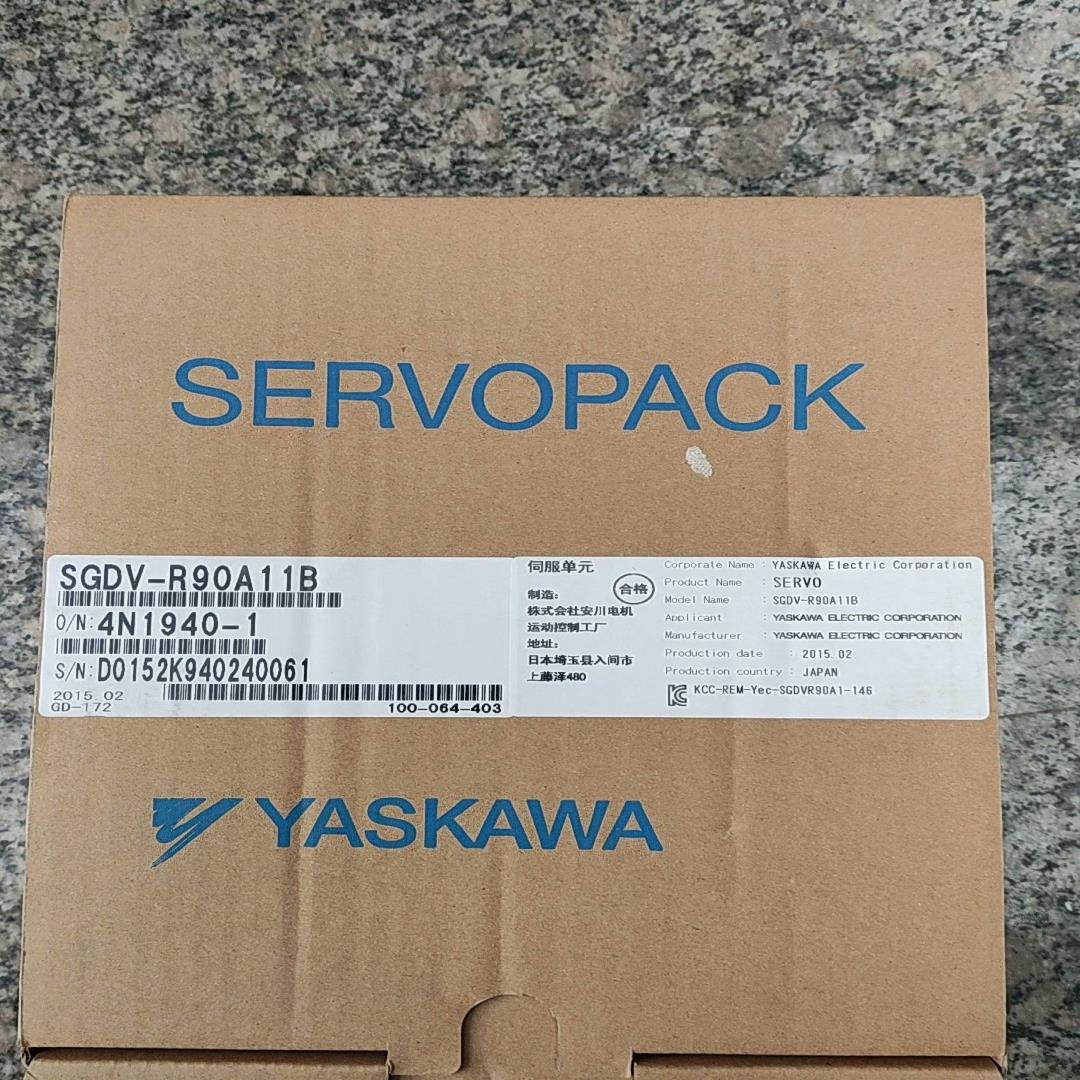 SERVOPACK
SGDV-R90A11B
O/N: 4N1940-1
S/N: D0152K940240061
2015.02
GD-172
100-064-403
伺服单元
合格
制造:
株式会社安川电机
运动控制工厂
地址:
日本埼玉县入间市
上藤泽480
Corporate Name : YASKAWA Electric Corporation
Product Name : SERVO
Model Name : SGDV-R90A11B
Applicant : YASKAWA ELECTRIC CORPORATION
Manufacturer : YASKAWA ELECTRIC CORPORATION
Production date : 2015.02
Production country : JAPAN
KCC-REM-Yec-SGDVR90A1-146
YASKAWA